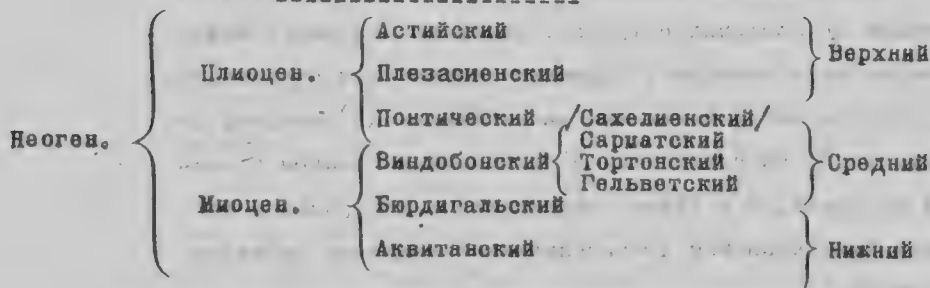 Астийский
Верхний
Плиоцен.
Плезасиенский
Понтический /Сахелиенский/
Неоген.
Сарматский
Виндобонский
Тортонский
Средний
Гельветский
Миоцен.
Бюрдигальский
Аквитанский
Нижний